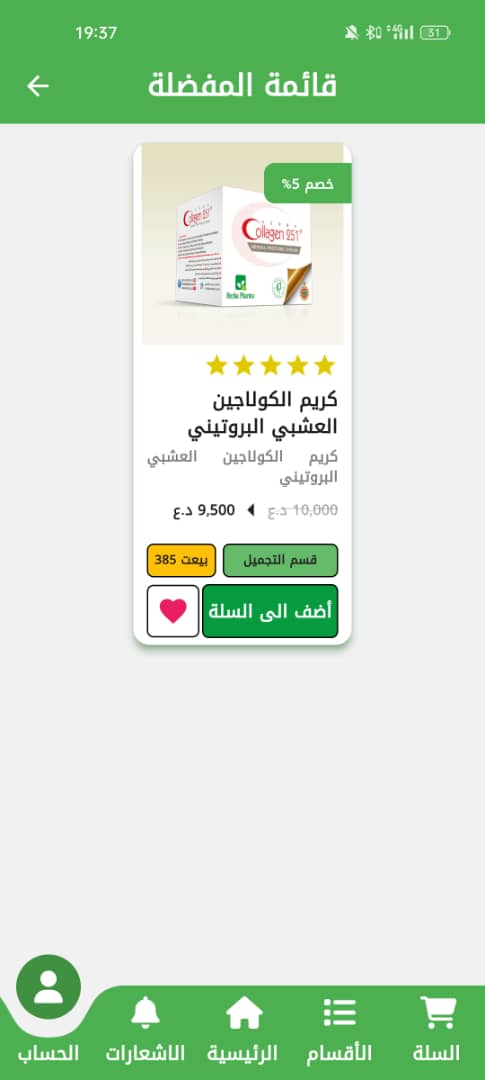 19:37
4G
31
قائمة المفضلة
خصم 5%
Collagen 251
Herbs Pharma
كريم الكولاجين
العشبي البروتيني
كريم الكولاجين العشبي
البروتيني
10,000 د.ع 9,500 د.ع
قسم التجميل
بيعت 385
أضف الى السلة
السلة
الأقسام
الرئيسية
الاشعارات
الحساب